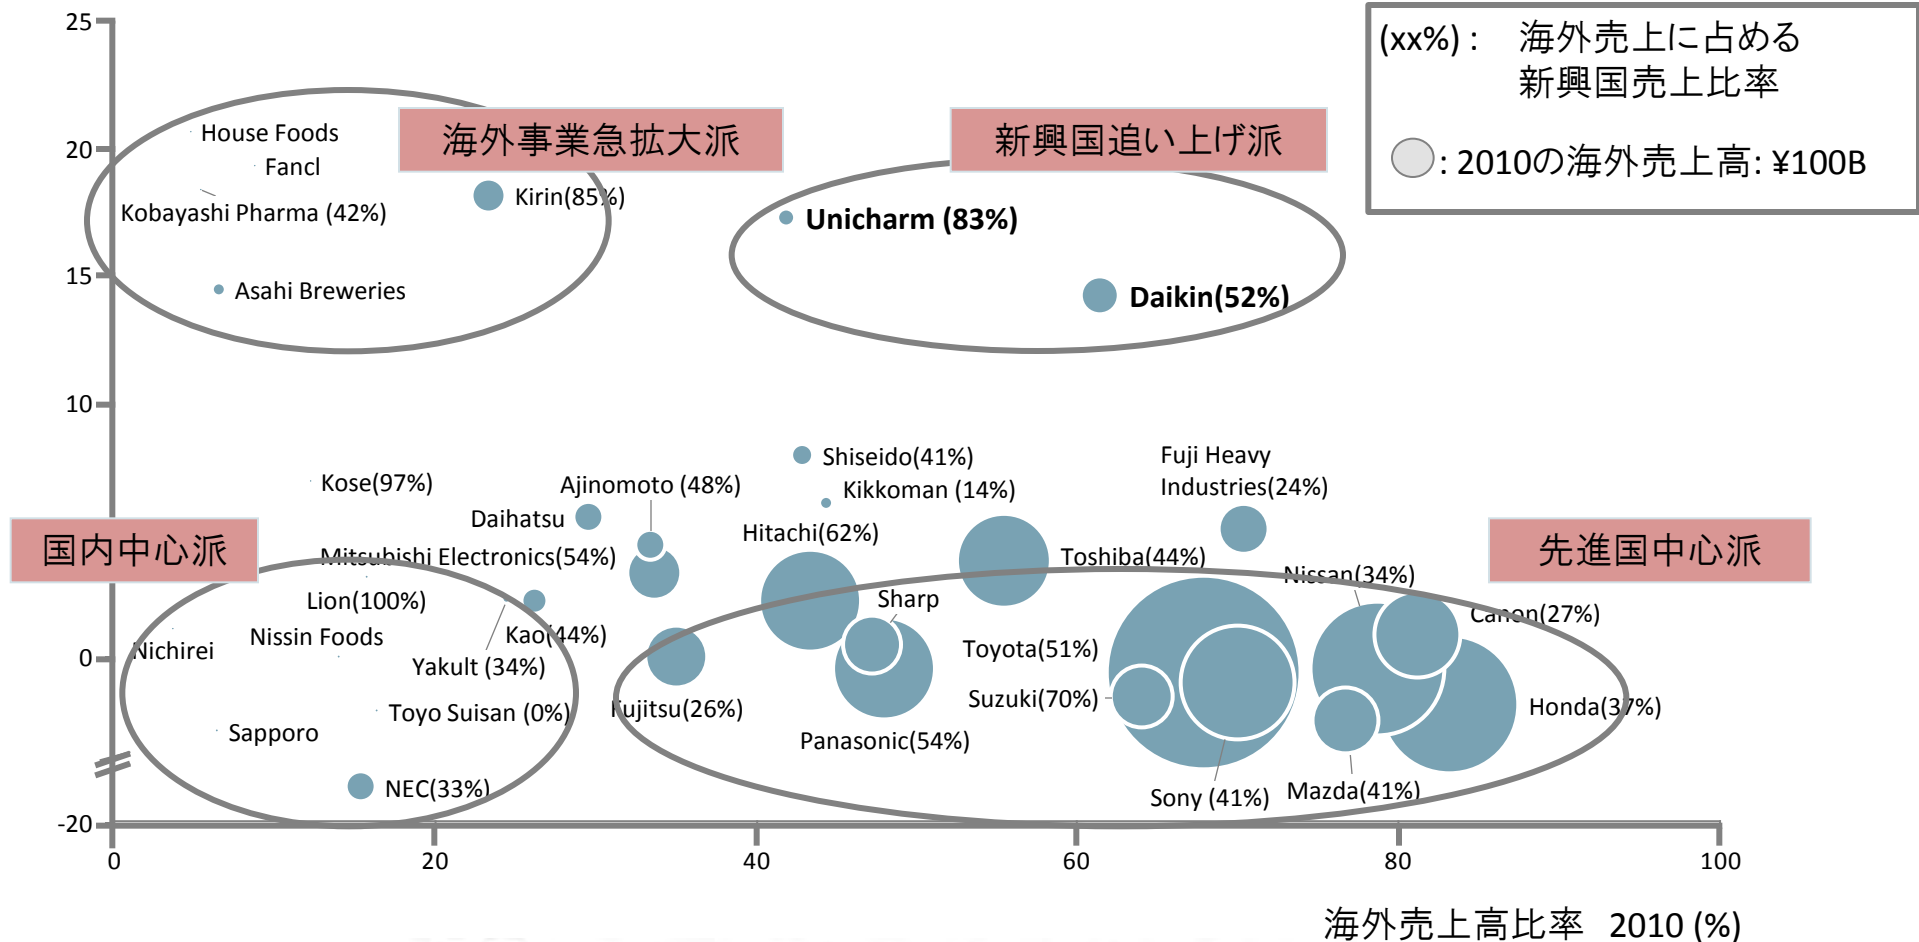 25
(xx%) : 海外売上に占める
新興国売上比率
: 2010の海外売上高: ¥100B
20
House Foods
Fancl
Kobayashi Pharma (42%)
海外事業急拡大派
Kirin(85%)
新興国追い上げ派
Unicharm (83%)
Daikin(52%)
15
Asahi Breweries
10
Shiseido(41%)
Kikkoman (14%)
Fuji Heavy
Industries(24%)
Kose(97%)
Ajinomoto (48%)
Daihatsu
Hitachi(62%)
国内中心派
Mitsubishi Electronics(54%)
Toshiba(44%)
先進国中心派
Nissan(34%)
Lion(100%)
Sharp
Canon(27%)
Nichirei
Nissin Foods
Kao(44%)
Toyota(51%)
0
Yakult (34%)
Suzuki(70%)
Toyo Suisan (0%)
Fujitsu(26%)
Honda(37%)
Sapporo
Panasonic(54%)
NEC(33%)
Sony (41%)
Mazda(41%)
-20
0
20
40
60
80
100
海外売上高比率 2010 (%)